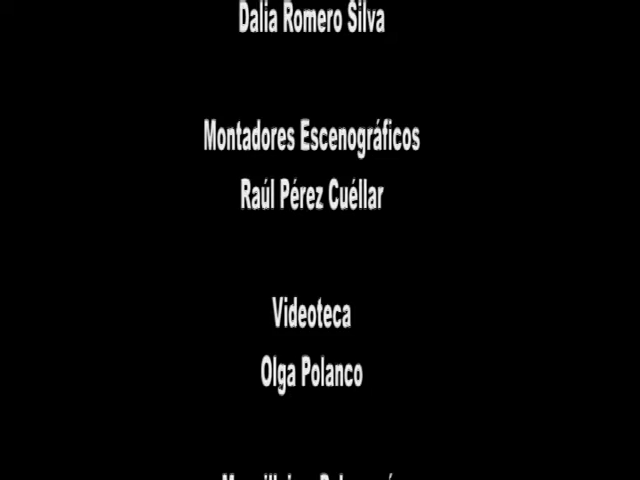 Dalia Romero Silva
Montadores Escenográficos
Raúl Pérez Cuéllar
Videoteca
Olga Polanco